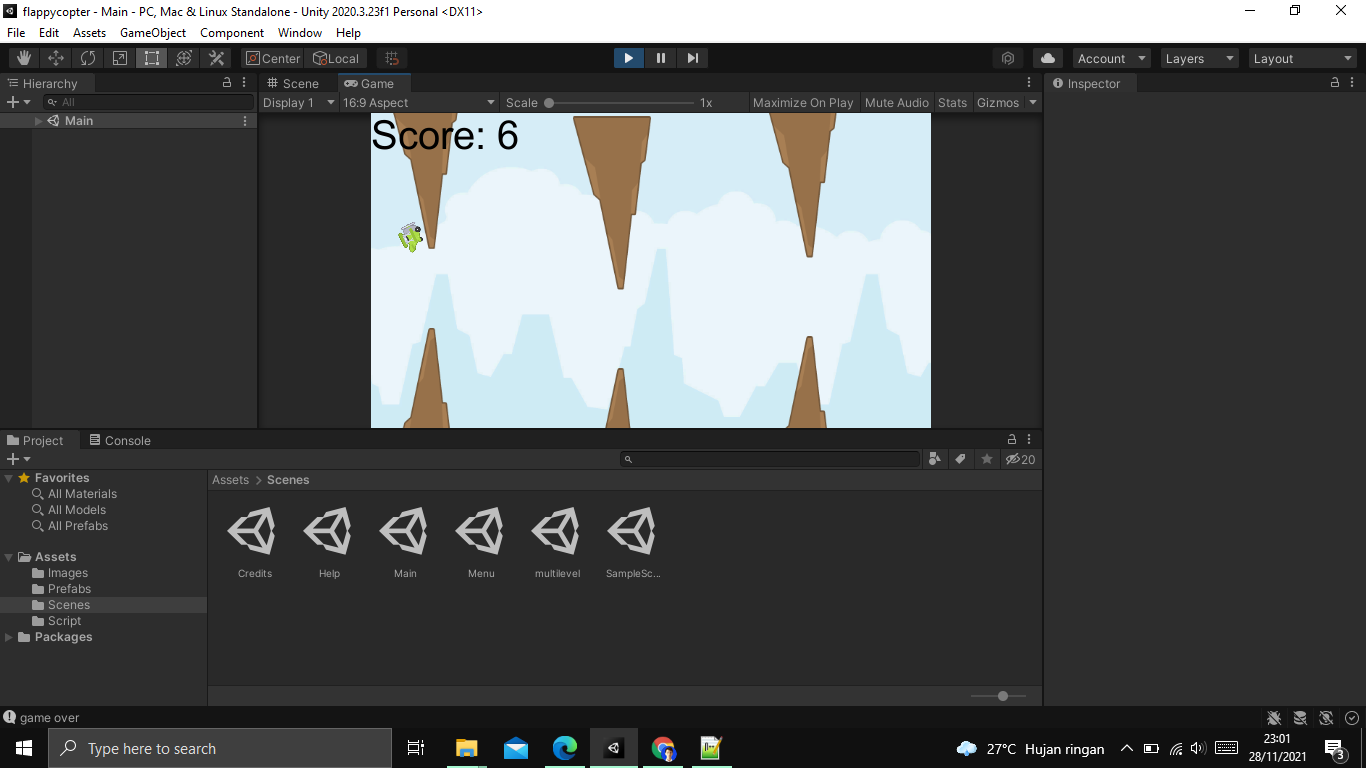 flappycopter - Main - PC, Mac & Linux Standalone - Unity 2020.3.23f1 Personal <DX11>
File Edit Assets GameObject Component Window Help
Center Local Account Layers Layout
Hierarchy Scene Game Inspector
All Display 1 16:9 Aspect Scale 1x Maximize On Play Mute Audio Stats Gizmos
Main
Score: 6
Project Console
20
Favorites Assets > Scenes
All Materials
All Models
All Prefabs
Assets
Images
Prefabs
Scenes
Script
Packages
Credits Help Main Menu multilevel SampleSc...
game over
Type here to search 27°C Hujan ringan 23:01
28/11/2021 3